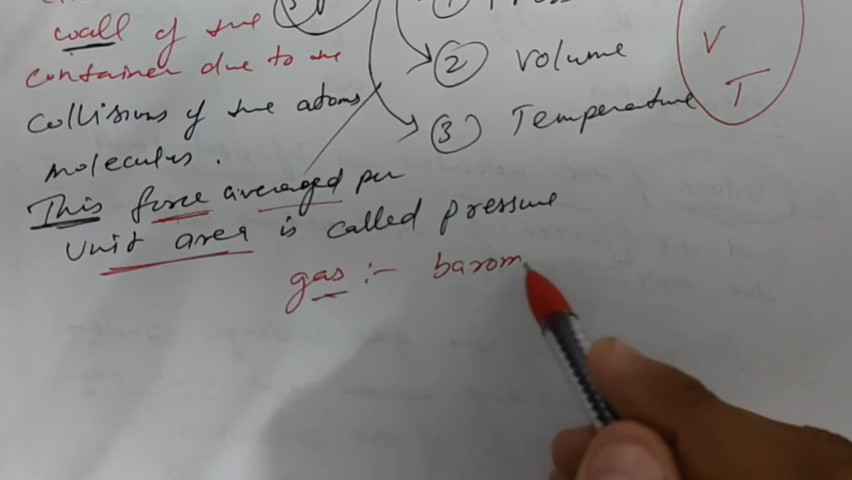 wall of the
container due to the
collisions of the atoms
molecules.
This force averaged per
Unit area is called pressure
gas :- barom
② Volume
③ Temperature
V
T